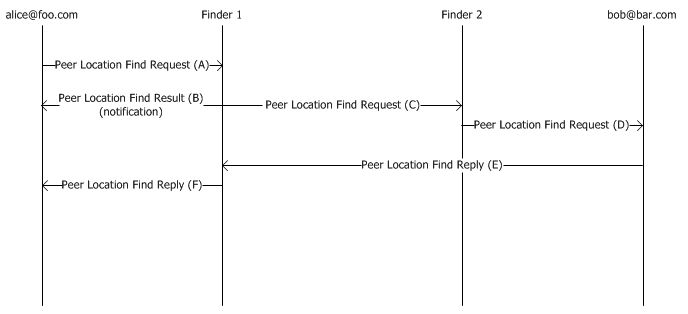 alice@foo.com
Finder 1
Finder 2
bob@bar.com
Peer Location Find Request (A)
Peer Location Find Result (B)
(notification)
Peer Location Find Request (C)
Peer Location Find Request (D)
Peer Location Find Reply (E)
Peer Location Find Reply (F)